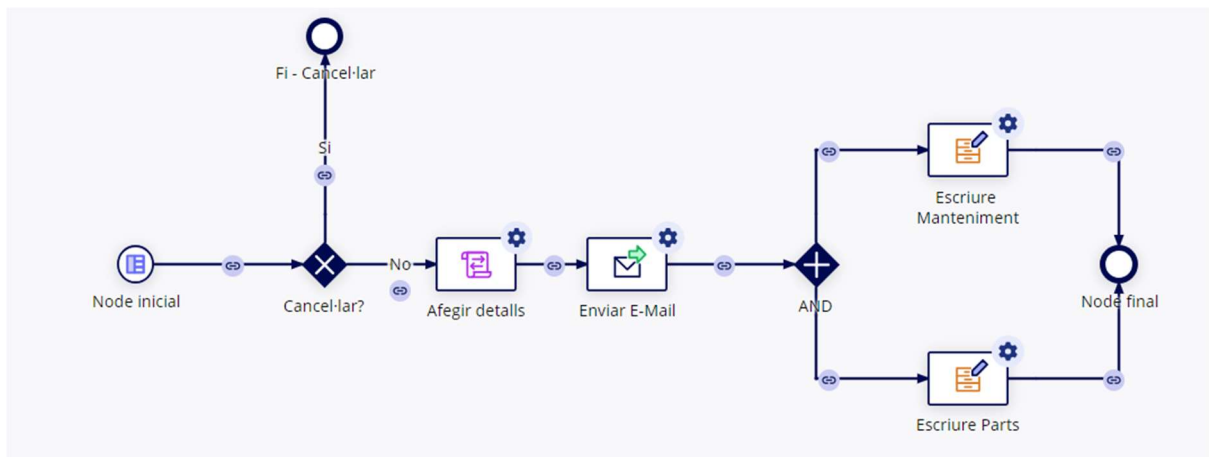 Fi - Cancel·lar
Si
Node inicial
Cancel·lar?
No
Afegir detalls
Enviar E-Mail
AND
Escriure
Manteniment
Escriure Parts
Node final